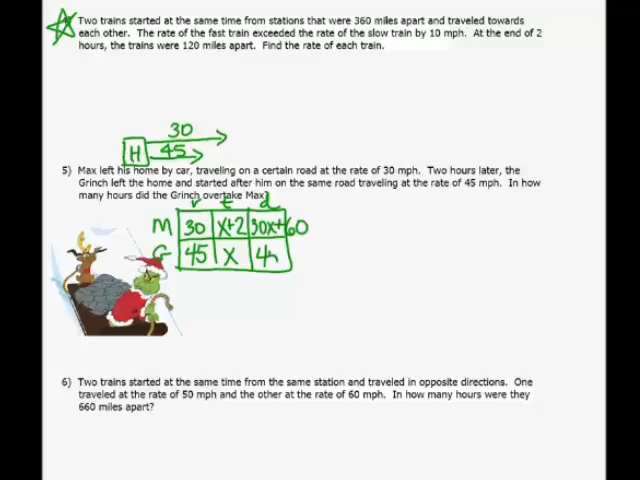 Two trains started at the same time from stations that were 360 miles apart and traveled towards
each other. The rate of the fast train exceeded the rate of the slow train by 10 mph. At the end of 2
hours, the trains were 120 miles apart. Find the rate of each train.
30
H 45
5) Max left his home by car, traveling on a certain road at the rate of 30 mph. Two hours later, the
Grinch left the home and started after him on the same road traveling at the rate of 45 mph. In how
many hours did the Grinch overtake Max?
r t d
M 30 x+2 30x+60
G 45 x
6) Two trains started at the same time from the same station and traveled in opposite directions. One
traveled at the rate of 50 mph and the other at the rate of 60 mph. In how many hours were they
660 miles apart?